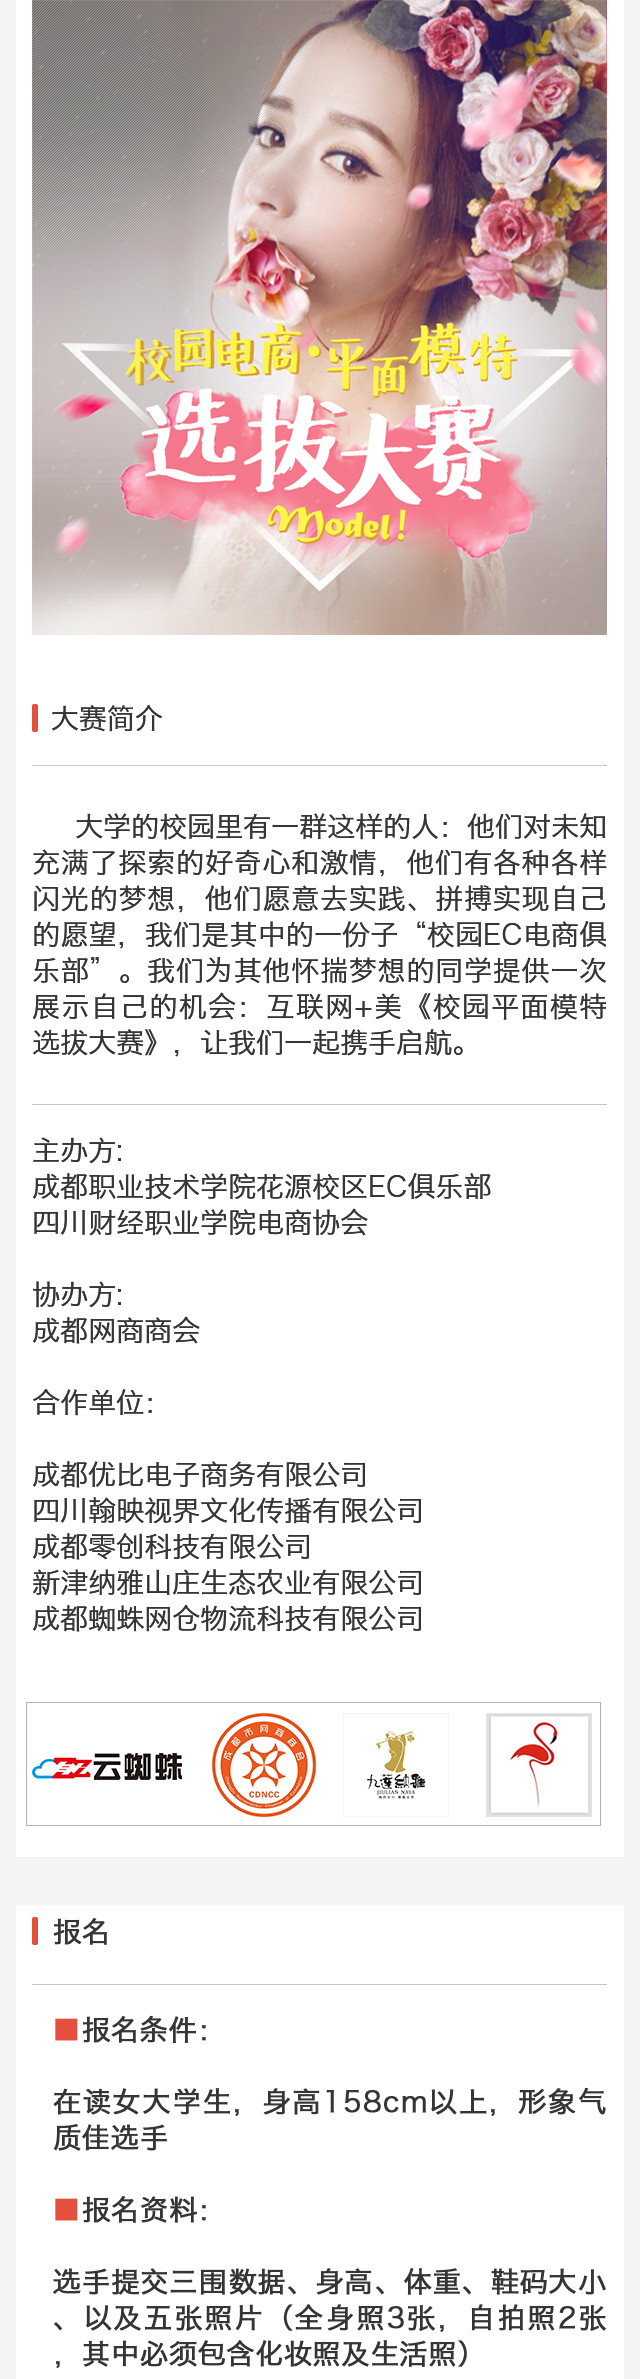 校园电商·平面模特
选拔大赛
Model!
大赛简介
大学的校园里有一群这样的人：他们对未知
充满了探索的好奇心和激情，他们有各种各样
闪光的梦想，他们愿意去实践、拼搏实现自己
的愿望，我们是其中的一份子“校园EC电商俱
乐部”。我们为其他怀揣梦想的同学提供一次
展示自己的机会：互联网+美《校园平面模特
选拔大赛》，让我们一起携手启航。
主办方:
成都职业技术学院花源校区EC俱乐部
四川财经职业学院电商协会
协办方:
成都网商商会
合作单位：
成都优比电子商务有限公司
四川翰映视界文化传播有限公司
成都零创科技有限公司
新津纳雅山庄生态农业有限公司
成都蜘蛛网仓物流科技有限公司
云蜘蛛
成都市网商商会
CDNCC
九莲纳雅
JIULIAN NAYA
报名
报名条件：
在读女大学生，身高158cm以上，形象气
质佳选手
报名资料：
选手提交三围数据、身高、体重、鞋码大小
、以及五张照片（全身照3张，自拍照2张
，其中必须包含化妆照及生活照）